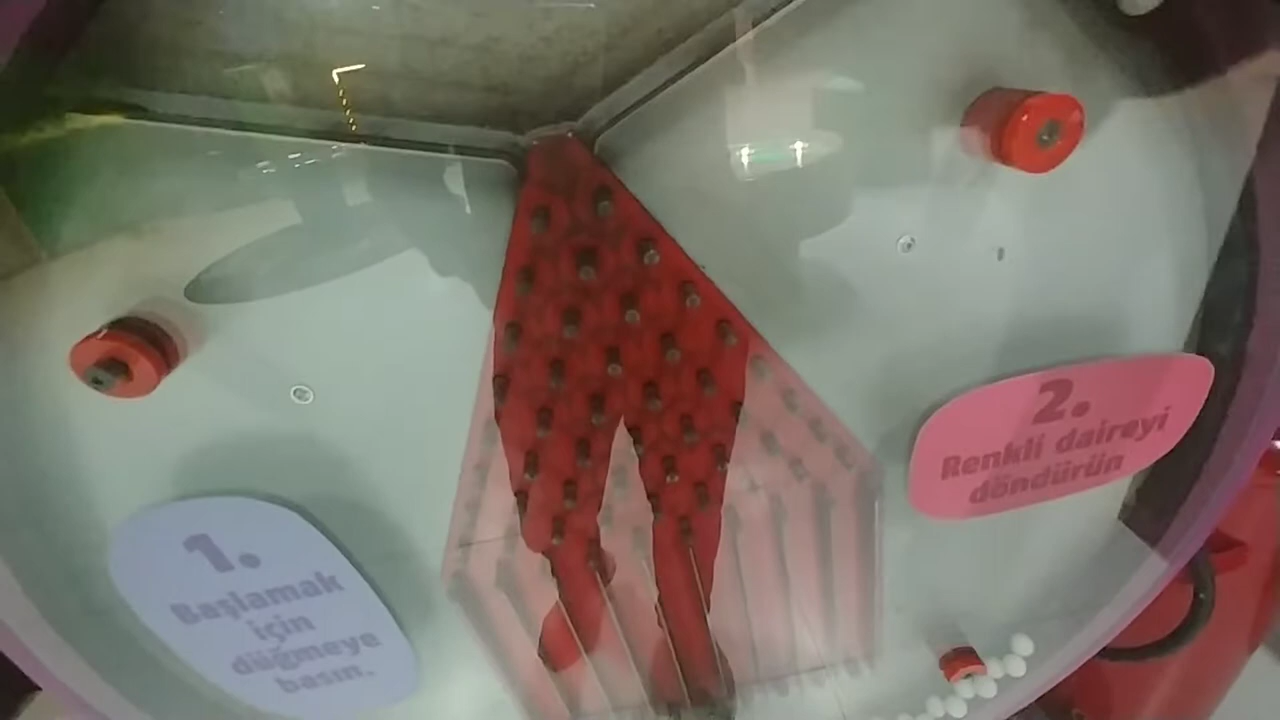 1.
Başlamak
için
düğmeye
basın.
2.
Renkli daireyi
döndürün